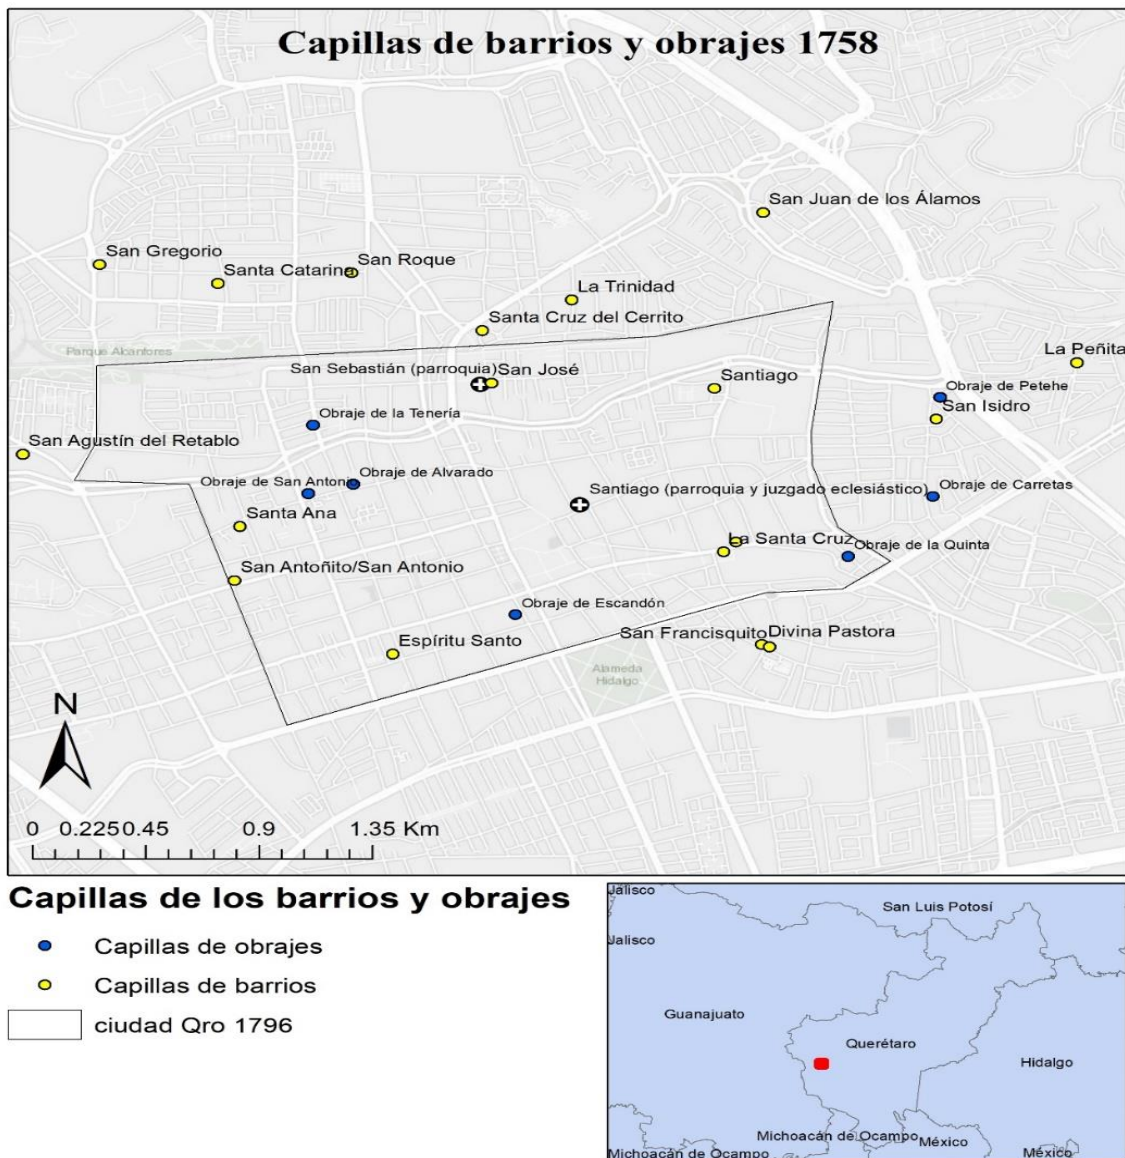 Capillas de barrios y obrajes 1758
San Juan de los Álamos
San Gregorio
Santa Catarina
San Roque
La Trinidad
Santa Cruz del Cerrito
Parque Alcanfores
La Peñita
San Sebastián (parroquia)
San José
Santiago
Obraje de Petehe
San Isidro
Obraje de la Tenería
San Agustín del Retablo
Obraje de San Antonio
Obraje de Alvarado
Santiago (parroquia y juzgado eclesiástico)
Obraje de Carretas
Santa Ana
La Santa Cruz
Obraje de la Quinta
San Antoñito/San Antonio
Obraje de Escandón
Espíritu Santo
San Francisquito
Divina Pastora
Alameda
Hidalgo
N
0 0.225 0.45 0.9 1.35 Km
Capillas de los barrios y obrajes
Capillas de obrajes
Capillas de barrios
ciudad Qro 1796
Jalisco
San Luis Potosí
Jalisco
Guanajuato
Querétaro
Hidalgo
Michoacán de Ocampo
México
Michoacán de Ocampo
México